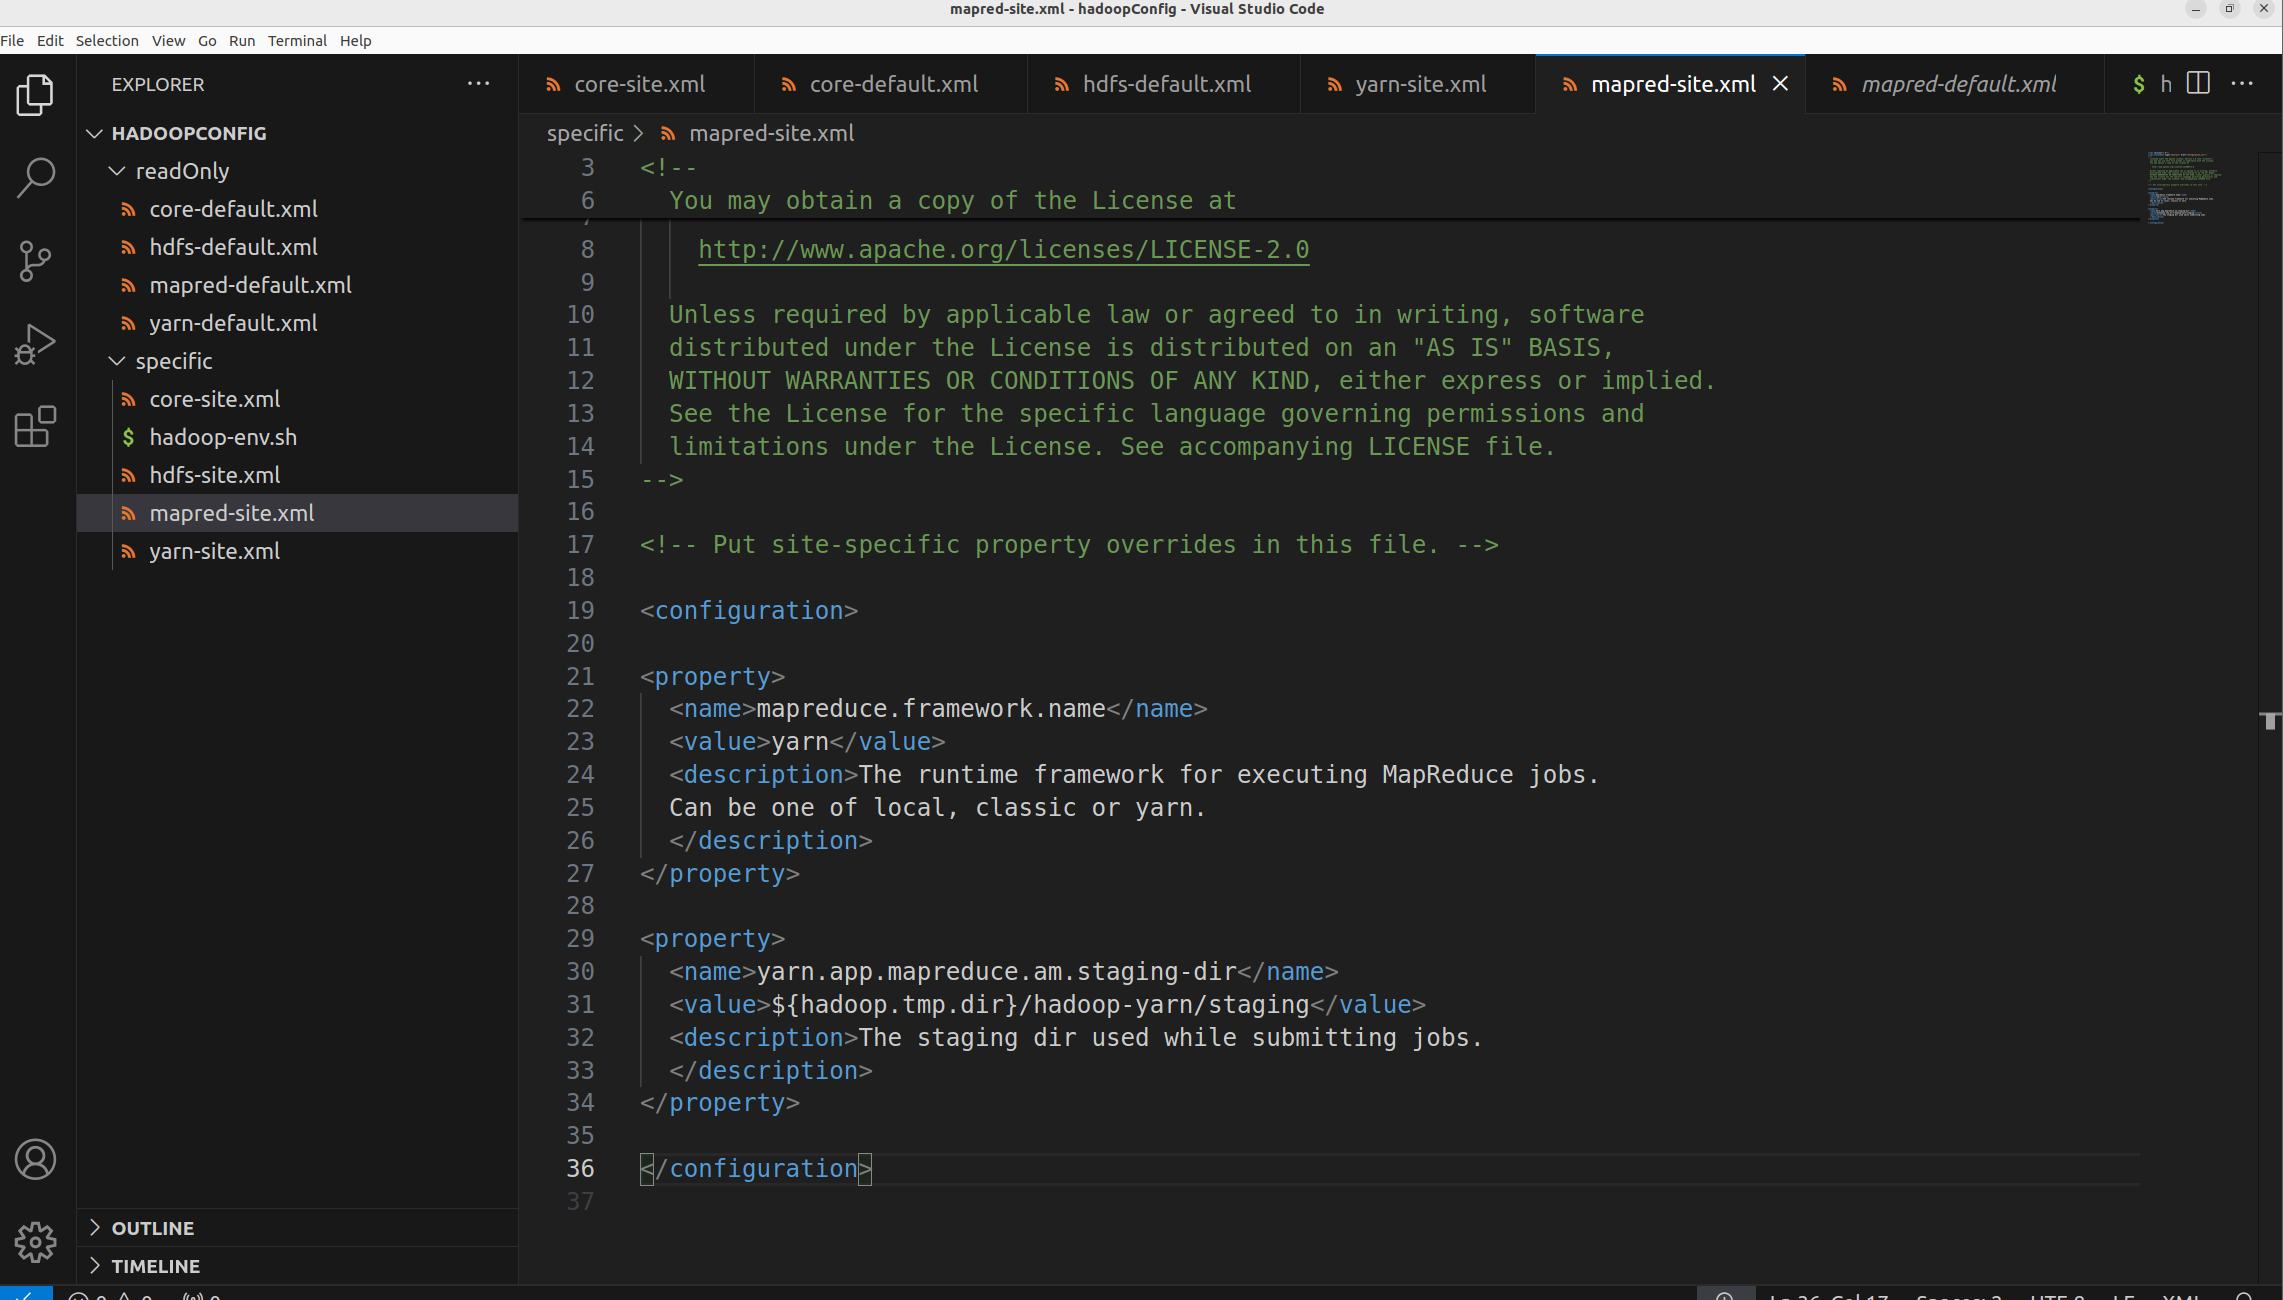 mapred-site.xml - hadoopConfig - Visual Studio Code
File Edit Selection View Go Run Terminal Help
EXPLORER
HADOOPCONFIG
readOnly
core-default.xml
hdfs-default.xml
mapred-default.xml
yarn-default.xml
specific
core-site.xml
hadoop-env.sh
hdfs-site.xml
mapred-site.xml
yarn-site.xml
OUTLINE
TIMELINE
core-site.xml core-default.xml hdfs-default.xml yarn-site.xml mapred-site.xml mapred-default.xml $ h
specific > mapred-site.xml
3 <!--
6 You may obtain a copy of the License at
8 http://www.apache.org/licenses/LICENSE-2.0
9
10 Unless required by applicable law or agreed to in writing, software
11 distributed under the License is distributed on an "AS IS" BASIS,
12 WITHOUT WARRANTIES OR CONDITIONS OF ANY KIND, either express or implied.
13 See the License for the specific language governing permissions and
14 limitations under the License. See accompanying LICENSE file.
15 -->
16
17 <!-- Put site-specific property overrides in this file. -->
18
19 <configuration>
20
21 <property>
22 <name>mapreduce.framework.name</name>
23 <value>yarn</value>
24 <description>The runtime framework for executing MapReduce jobs.
25 Can be one of local, classic or yarn.
26 </description>
27 </property>
28
29 <property>
30 <name>yarn.app.mapreduce.am.staging-dir</name>
31 <value>${hadoop.tmp.dir}/hadoop-yarn/staging</value>
32 <description>The staging dir used while submitting jobs.
33 </description>
34 </property>
35
36 </configuration>
37